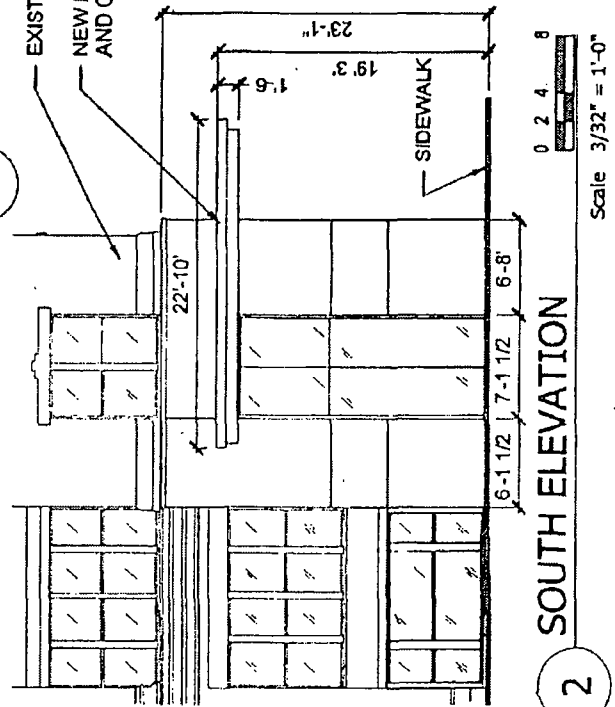 EXIST
NEW
AND
23'-1"
19'3"
1'-6
22'-10'
SIDEWALK
6-1 1/2
7-1 1/2
6-8'
2
SOUTH ELEVATION
0 2 4 8
Scale 3/32" = 1'-0"